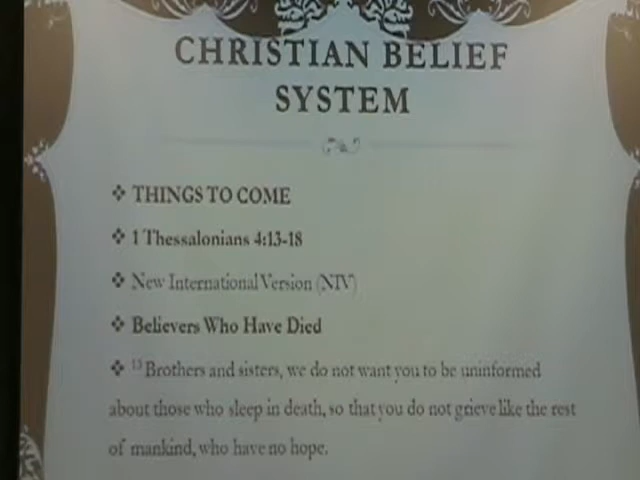 CHRISTIAN BELIEF
SYSTEM
❖ THINGS TO COME
❖ 1 Thessalonians 4:13-18
❖ New International Version (NIV)
❖ Believers Who Have Died
❖ 13 Brothers and sisters, we do not want you to be uninformed
about those who sleep in death, so that you do not grieve like the rest
of mankind, who have no hope.